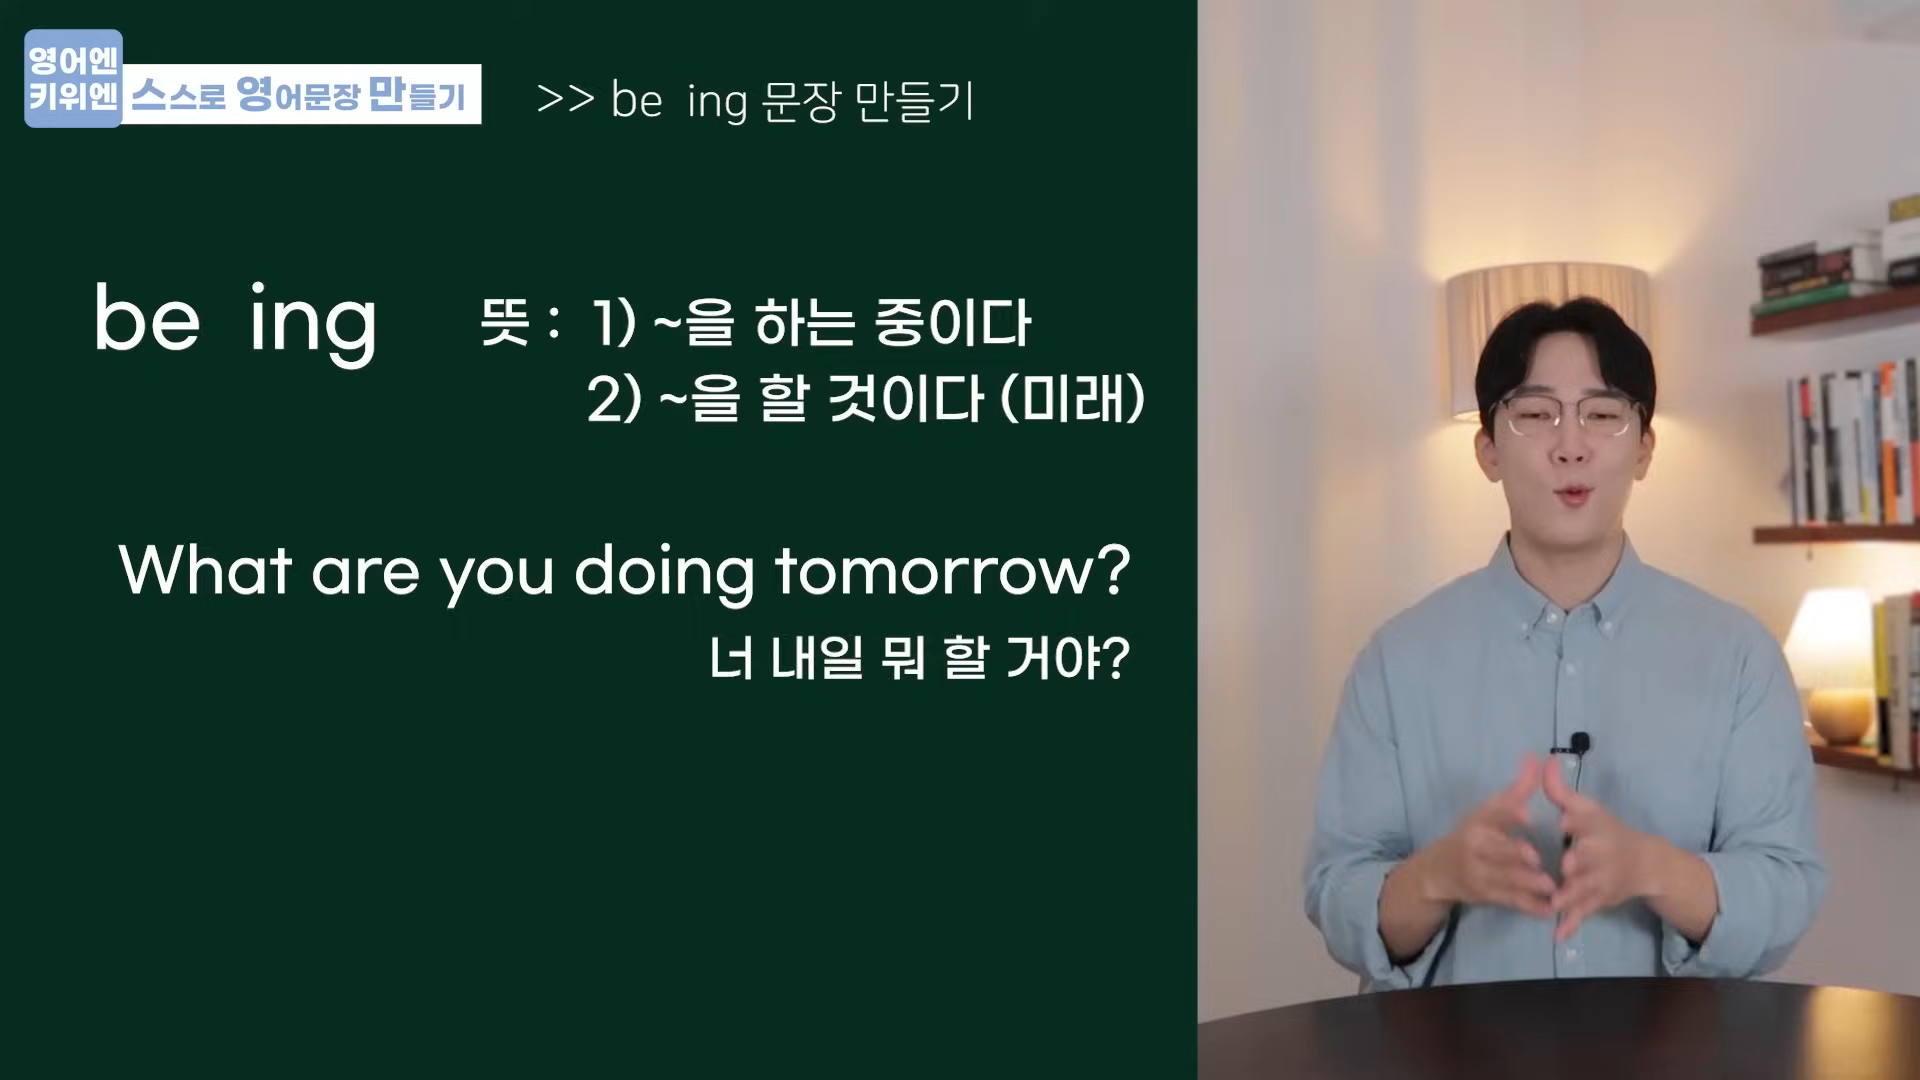 영어엔
키위엔
스스로 영어문장 만들기
>> be ing 문장 만들기
be ing 뜻 : 1) ~을 하는 중이다
2) ~을 할 것이다 (미래)
What are you doing tomorrow?
너 내일 뭐 할 거야?